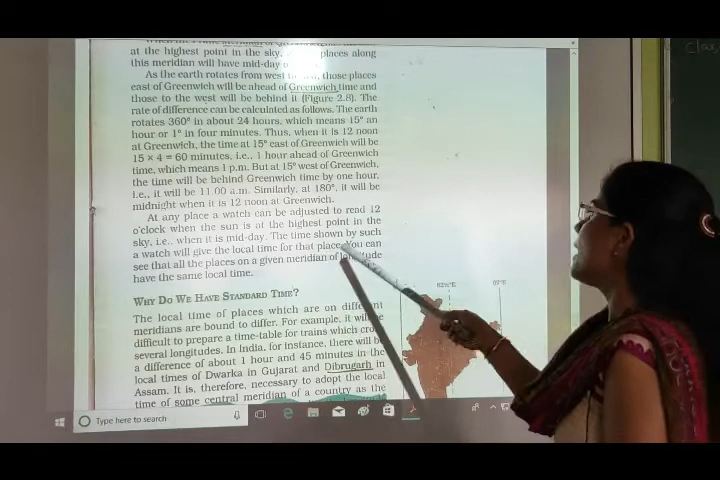 at the highest point in the sky, places along
this meridian will have mid-day
As the earth rotates from west to those places
east of Greenwich will be ahead of Greenwich time and
those to the west will be behind it (Figure 2.8). The
rate of difference can be calculated as follows. The earth
rotates 360° in about 24 hours, which means 15° an
hour or 1° in four minutes. Thus, when it is 12 noon
at Greenwich, the time at 15° east of Greenwich will be
15 × 4 = 60 minutes, i.e., 1 hour ahead of Greenwich
time, which means 1 p.m. But at 15° west of Greenwich,
the time will be behind Greenwich time by one hour,
i.e., it will be 11.00 a.m. Similarly, at 180°, it will be
midnight when it is 12 noon at Greenwich.
At any place a watch can be adjusted to read 12
o'clock when the sun is at the highest point in the
sky, i.e., when it is mid-day. The time shown by such
a watch will give the local time for that place. You can
see that all the places on a given meridian of longitude
have the same local time.
WHY DO WE HAVE STANDARD TIME?
The local time of places which are on different
meridians are bound to differ. For example, it will be
difficult to prepare a time-table for trains which cross
several longitudes. In India, for instance, there will be
a difference of about 1 hour and 45 minutes in the
local times of Dwarka in Gujarat and Dibrugarh in
Assam. It is, therefore, necessary to adopt the local
time of some central meridian of a country as the
82½°E
97°E
Type here to search